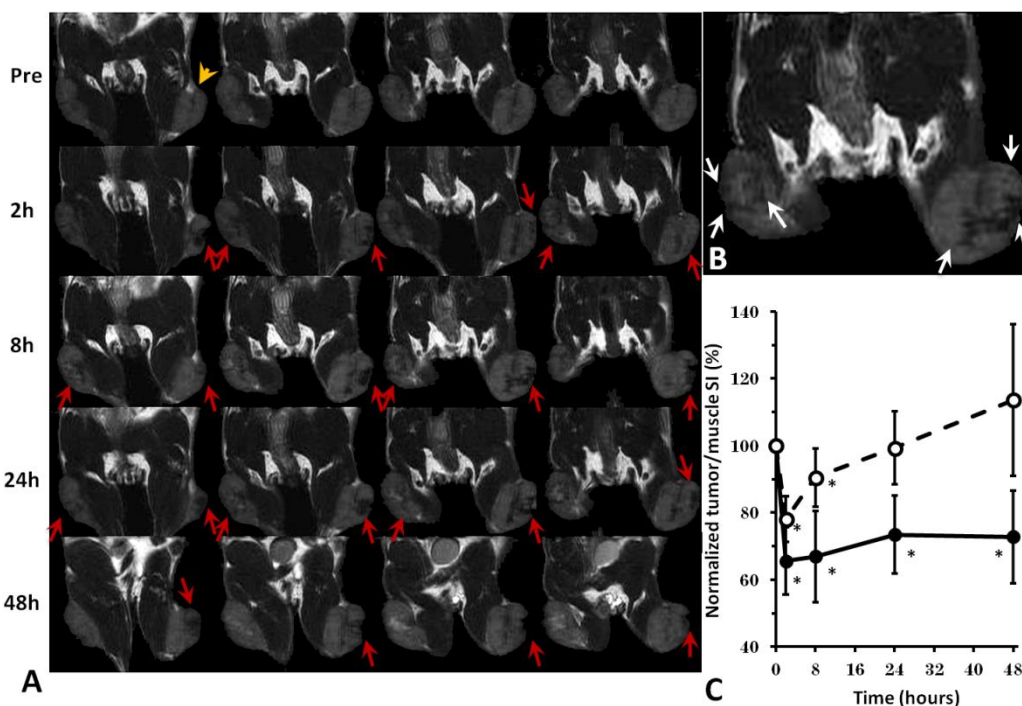 Pre
2h
8h
24h
48h
A
B
C
Normalized tumor/muscle SI (%)
140
120
100
80
60
40
* * * * * *
0 8 16 24 32 40 48
Time (hours)